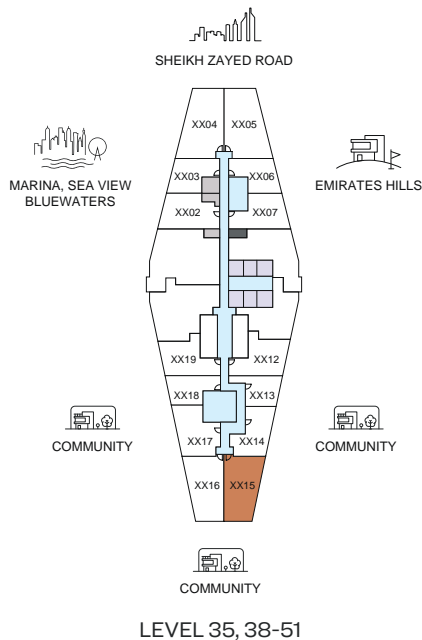 SHEIKH ZAYED ROAD
XX04 XX05
MARINA, SEA VIEW
BLUEWATERS
EMIRATES HILLS
XX03 XX06
XX02 XX07
XX19 XX12
XX18 XX13
COMMUNITY
COMMUNITY
XX17 XX14
XX16 XX15
COMMUNITY
LEVEL 35, 38-51